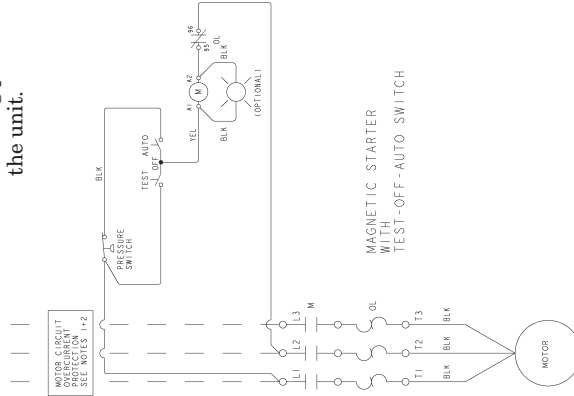 the unit.
BLK
PRESSURE
SWITCH
TEST
OFF
AUTO
YEL
BLK
A1
M
A2
BLK
95
96
OL
(OPTIONAL)
MOTOR CIRCUIT
OVERCURRENT
PROTECTION
SEE NOTES 1+2
L1
L2
L3
M
OL
T1
T2
T3
BLK
BLK
BLK
MOTOR
MAGNETIC STARTER
WITH
TEST-OFF-AUTO SWITCH